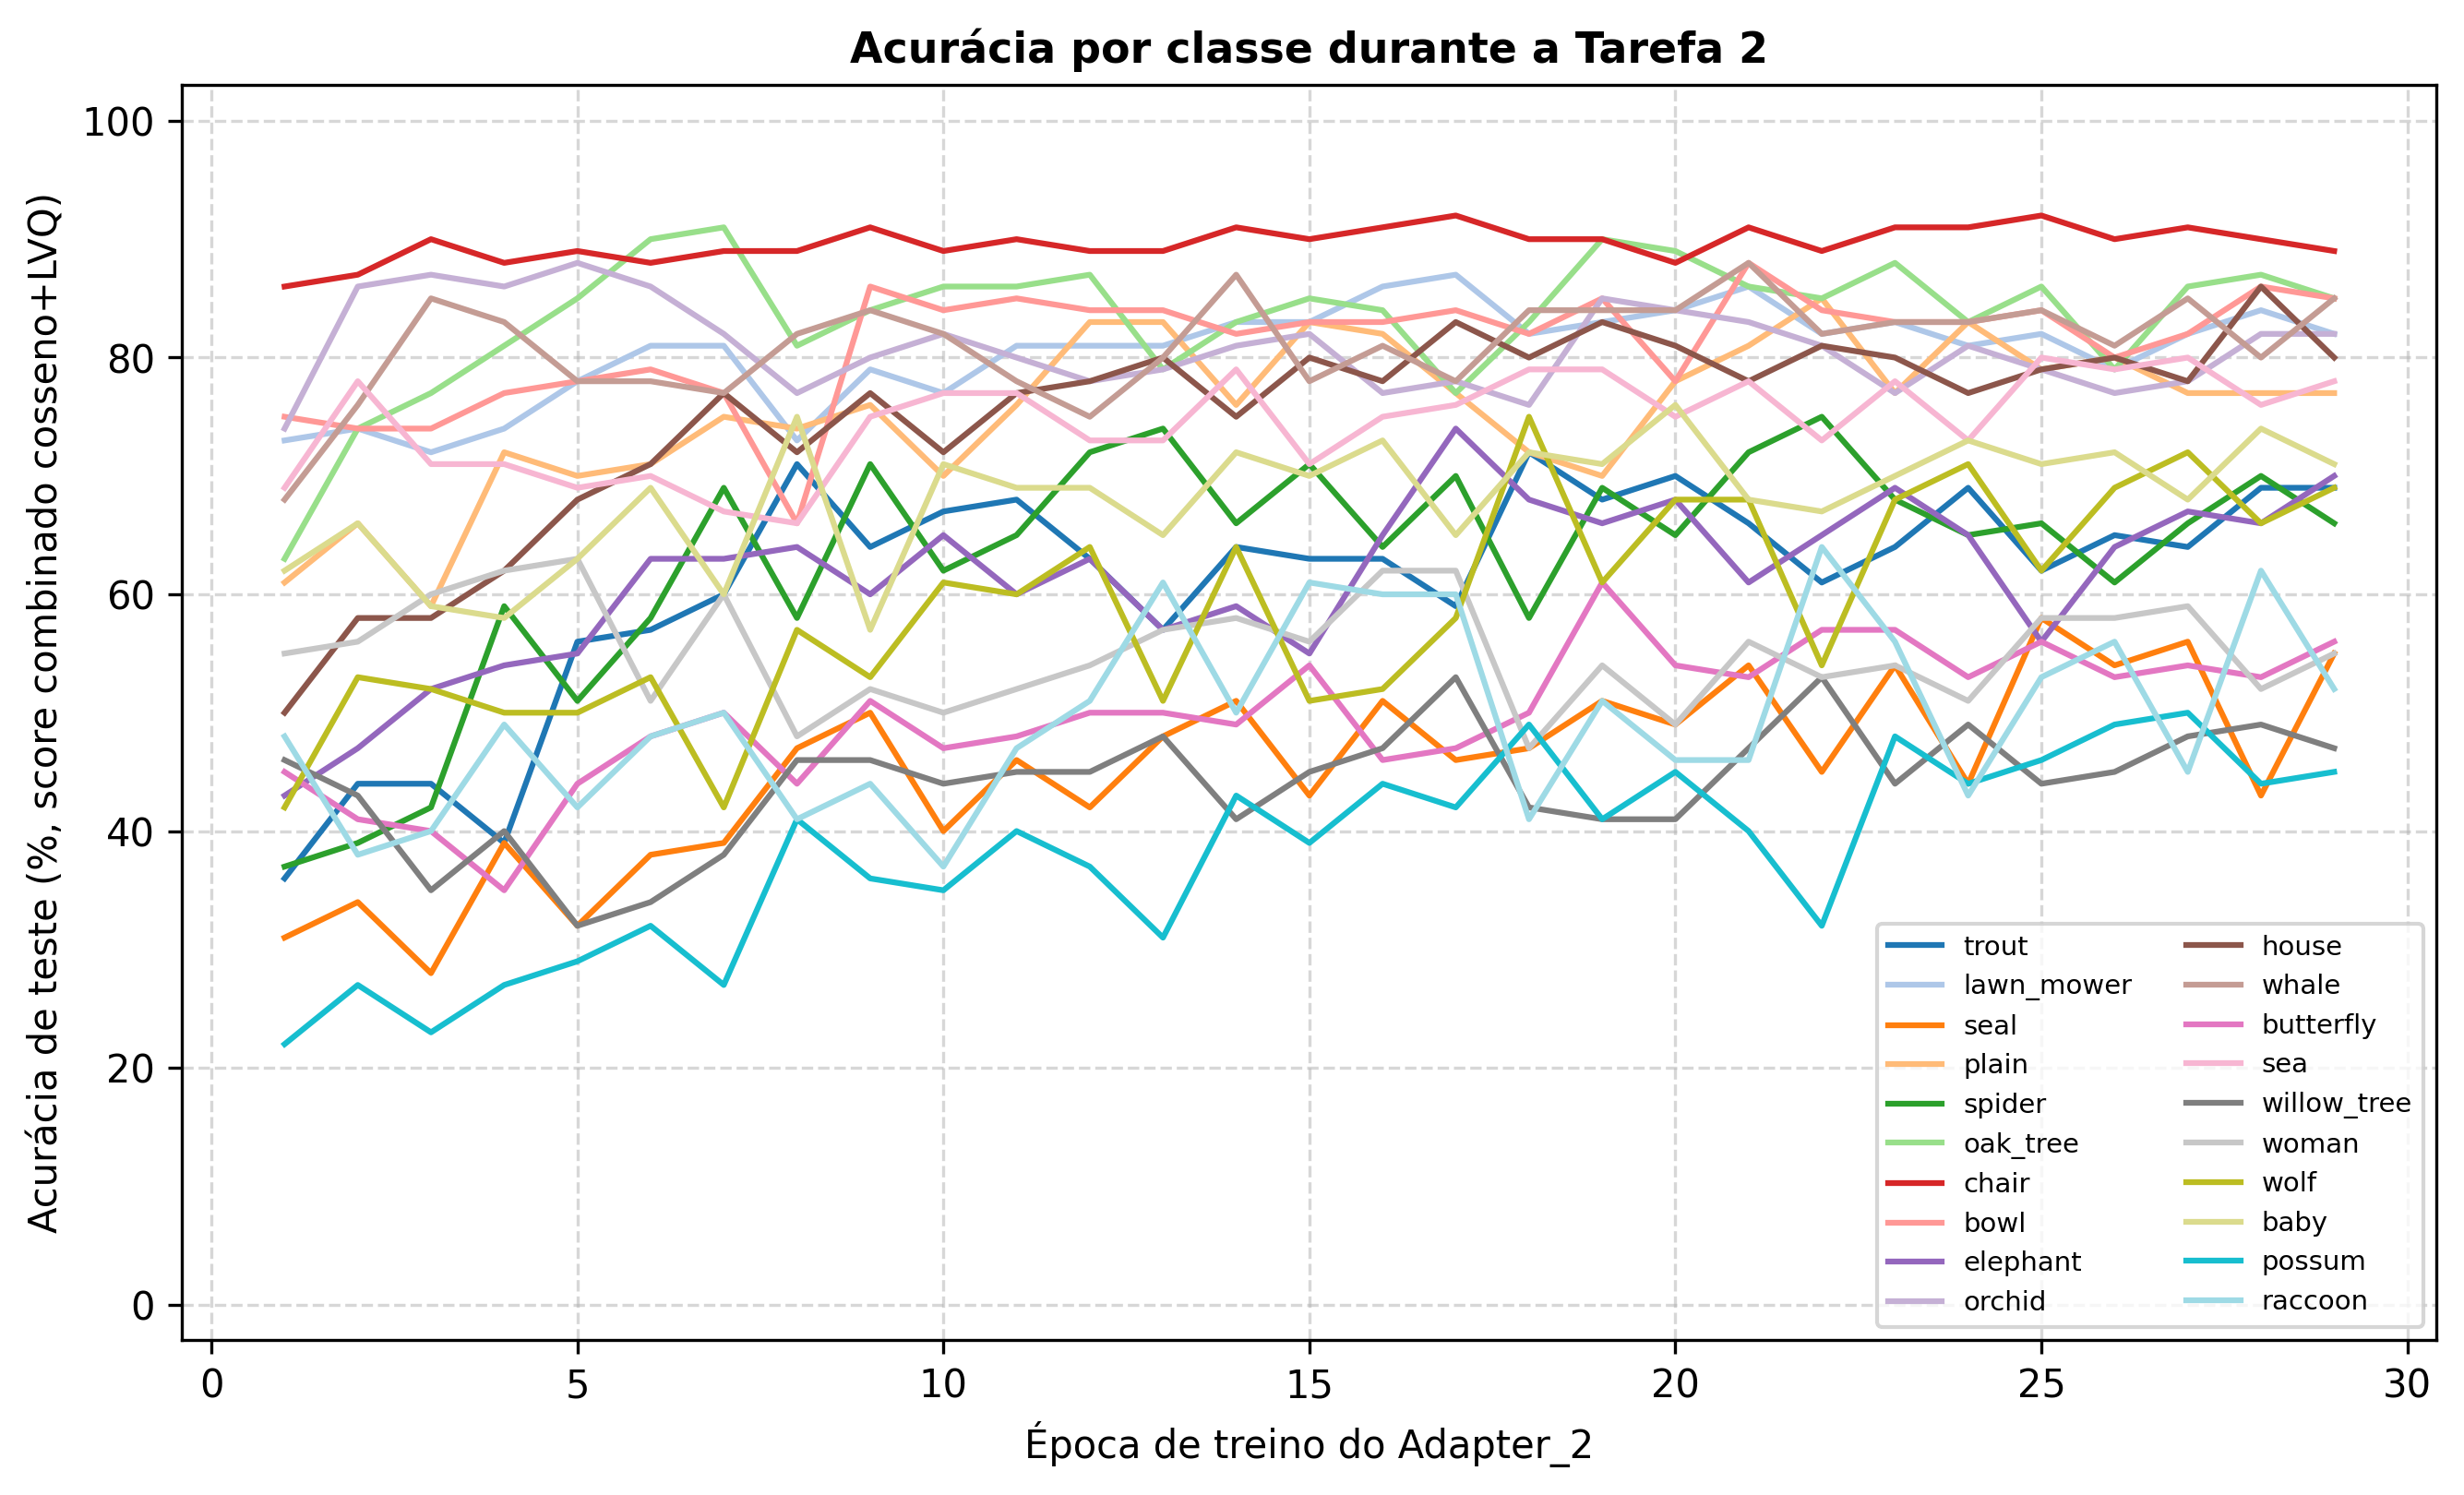 Acurácia por classe durante a Tarefa 2
Acurácia de teste (%, score combinado cosseno+LVQ)
100
80
60
40
20
0
0 5 10 15 20 25 30
Época de treino do Adapter_2
trout
lawn_mower
seal
plain
spider
oak_tree
chair
bowl
elephant
orchid
house
whale
butterfly
sea
willow_tree
woman
wolf
baby
possum
raccoon